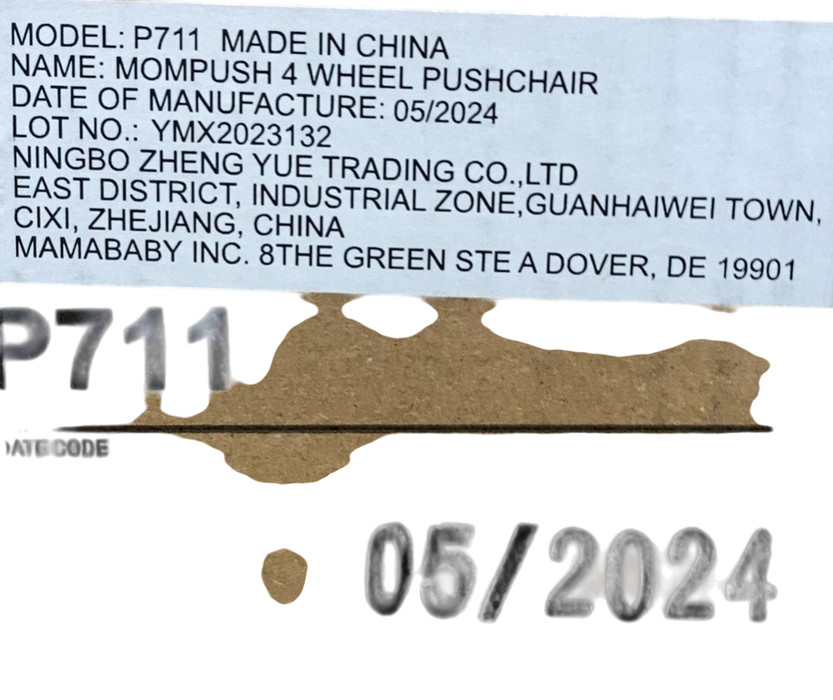 MODEL: P711 MADE IN CHINA
NAME: MOMPUSH 4 WHEEL PUSHCHAIR
DATE OF MANUFACTURE: 05/2024
LOT NO.: YMX2023132
NINGBO ZHENG YUE TRADING CO.,LTD
EAST DISTRICT, INDUSTRIAL ZONE,GUANHAIWEI TOWN,
CIXI, ZHEJIANG, CHINA
MAMABABY INC. 8THE GREEN STE A DOVER, DE 19901
P711
DATE CODE
05/2024